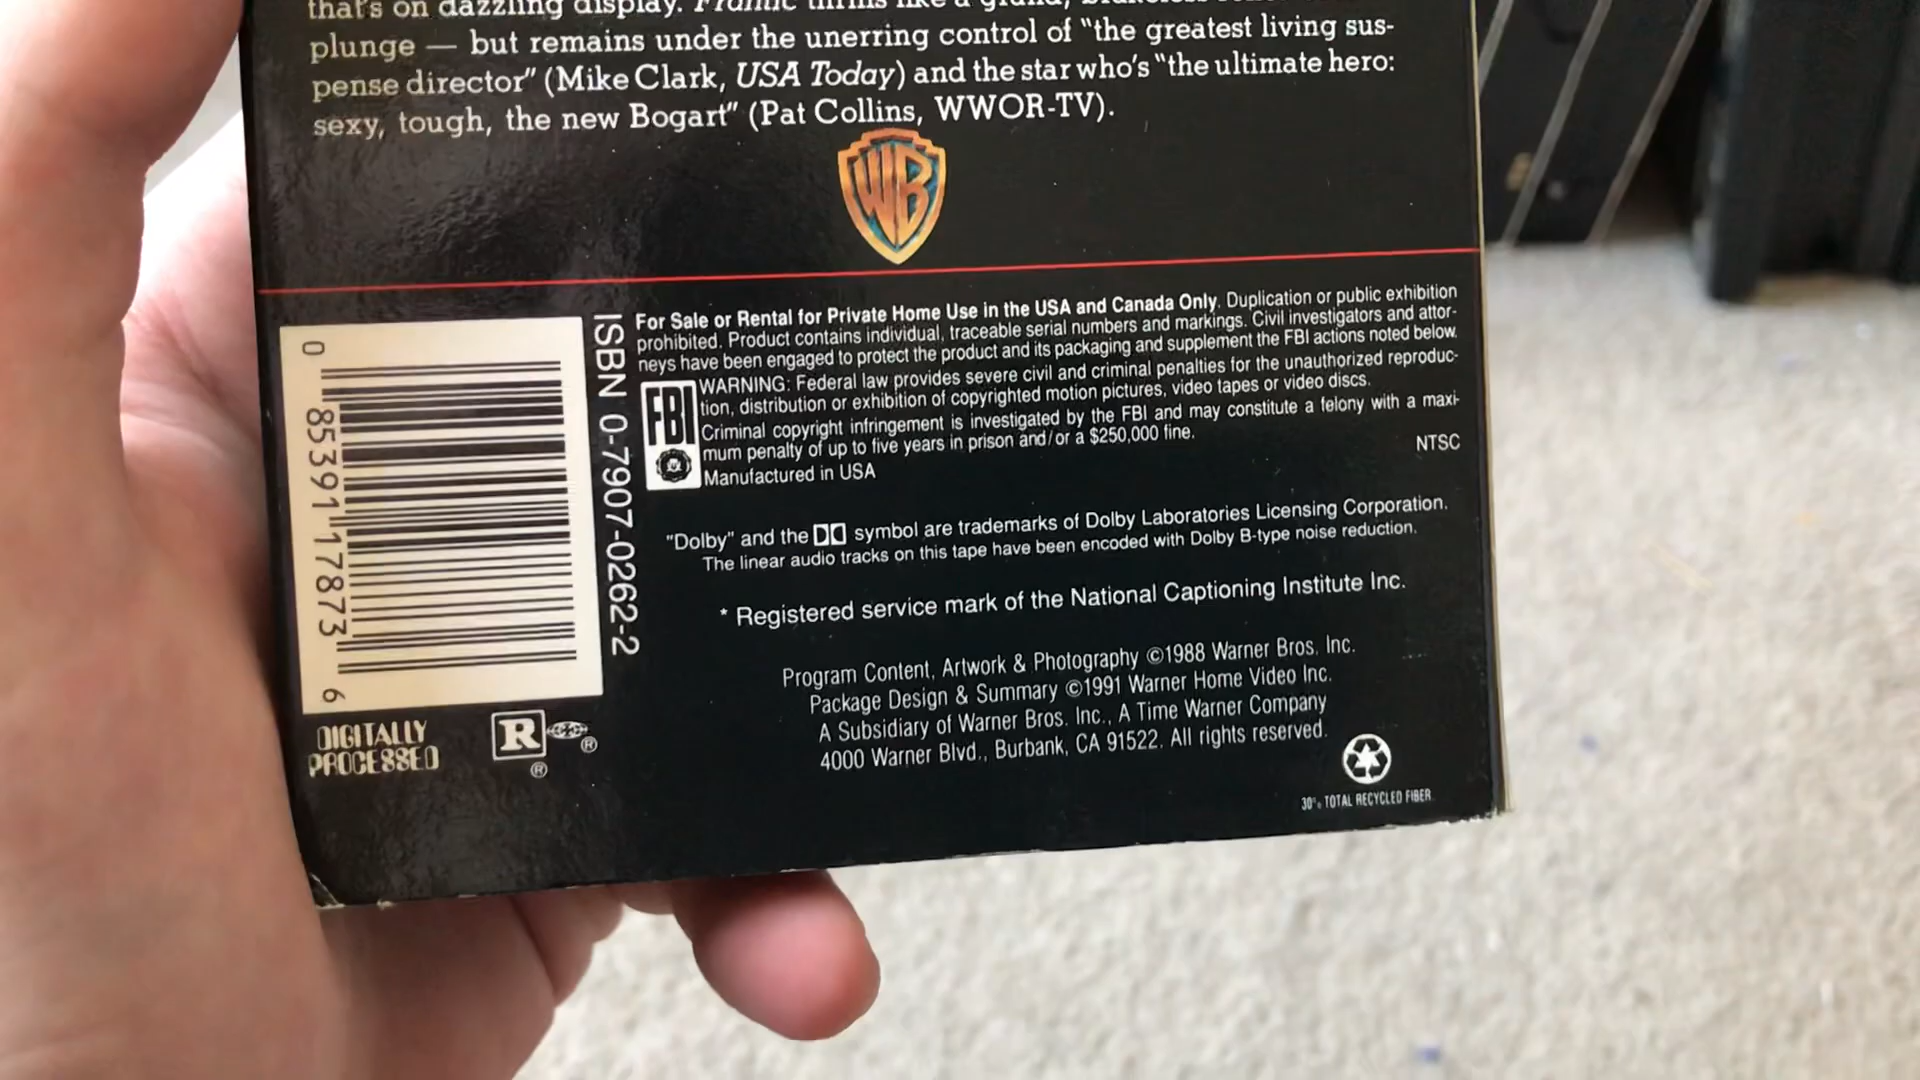 that's on dazzling display. Frantic thrills like a grand,
plunge — but remains under the unerring control of "the greatest living sus-
pense director" (Mike Clark, USA Today) and the star who's "the ultimate hero:
sexy, tough, the new Bogart" (Pat Collins, WWOR-TV).
WB
For Sale or Rental for Private Home Use in the USA and Canada Only. Duplication or public exhibition
prohibited. Product contains individual, traceable serial numbers and markings. Civil investigators and attor-
neys have been engaged to protect the product and its packaging and supplement the FBI actions noted below.
FBI
WARNING: Federal law provides severe civil and criminal penalties for the unauthorized reproduc-
tion, distribution or exhibition of copyrighted motion pictures, video tapes or video discs.
Criminal copyright infringement is investigated by the FBI and may constitute a felony with a maxi-
mum penalty of up to five years in prison and/or a $250,000 fine.
Manufactured in USA
NTSC
0 85391"17873 6
ISBN 0-7907-0262-2
"Dolby" and the symbol are trademarks of Dolby Laboratories Licensing Corporation.
The linear audio tracks on this tape have been encoded with Dolby B-type noise reduction.
* Registered service mark of the National Captioning Institute Inc.
Program Content, Artwork & Photography ©1988 Warner Bros. Inc.
Package Design & Summary ©1991 Warner Home Video Inc.
A Subsidiary of Warner Bros. Inc., A Time Warner Company
4000 Warner Blvd., Burbank, CA 91522. All rights reserved.
DIGITALLY
PROCESSED
R ®
®
30% TOTAL RECYCLED FIBER